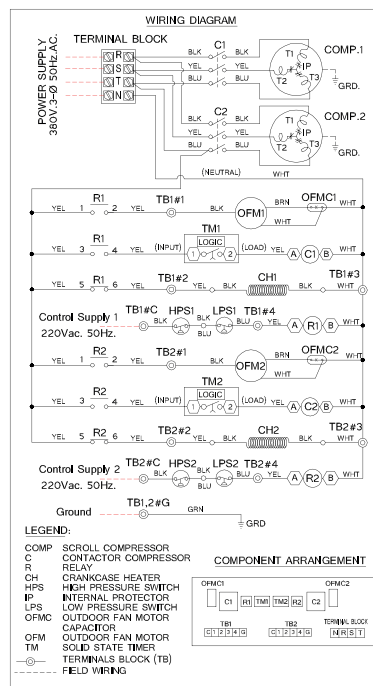 WIRING DIAGRAM
POWER SUPPLY
380V.3-Ø 50Hz.AC.
TERMINAL BLOCK
R
S
T
N
C1
BLK BLK
YEL YEL
BLU BLU
T1
IP
T2 T3
COMP.1
GRD.
C2
BLK BLK
YEL YEL
BLU BLU
T1
IP
T2 T3
COMP.2
GRD.
(NEUTRAL) WHT
YEL 1 R1 2 YEL TB1#1 BLK OFM1 BRN OFMC1 WHT
WHT
YEL 3 R1 4 YEL (INPUT) TM1 LOGIC 1 2 (LOAD) YEL A C1 B WHT
YEL 5 R1 6 YEL TB1#2 YEL BLK CH1 BLK WHT TB1#3
Control Supply 1
220Vac. 50Hz.
TB1#C BLK HPS1 BLK BLU LPS1 BLU TB1#4 YEL A R1 B WHT
YEL 1 R2 2 YEL TB2#1 BLK OFM2 BRN OFMC2 WHT
WHT
YEL 3 R2 4 YEL (INPUT) TM2 LOGIC 1 2 (LOAD) YEL A C2 B WHT
YEL 5 R2 6 YEL TB2#2 YEL BLK CH2 BLK WHT TB2#3
Control Supply 2
220Vac. 50Hz.
TB2#C BLK HPS2 BLK BLU LPS2 BLU TB2#4 YEL A R2 B WHT
Ground TB1,2#G GRN GRD
LEGEND:
COMP SCROLL COMPRESSOR
C CONTACTOR COMPRESSOR
R RELAY
CH CRANKCASE HEATER
HPS HIGH PRESSURE SWITCH
IP INTERNAL PROTECTOR
LPS LOW PRESSURE SWITCH
OFMC OUTDOOR FAN MOTOR
CAPACITOR
OFM OUTDOOR FAN MOTOR
TM SOLID STATE TIMER
TERMINALS BLOCK (TB)
FIELD WIRING
COMPONENT ARRANGEMENT
OFMC1 OFMC2
C1 R1 TM1 TM2 R2 C2
TB1 TB2 TERMINAL BLOCK
C 1 2 3 4 G C 1 2 3 4 G N R S T